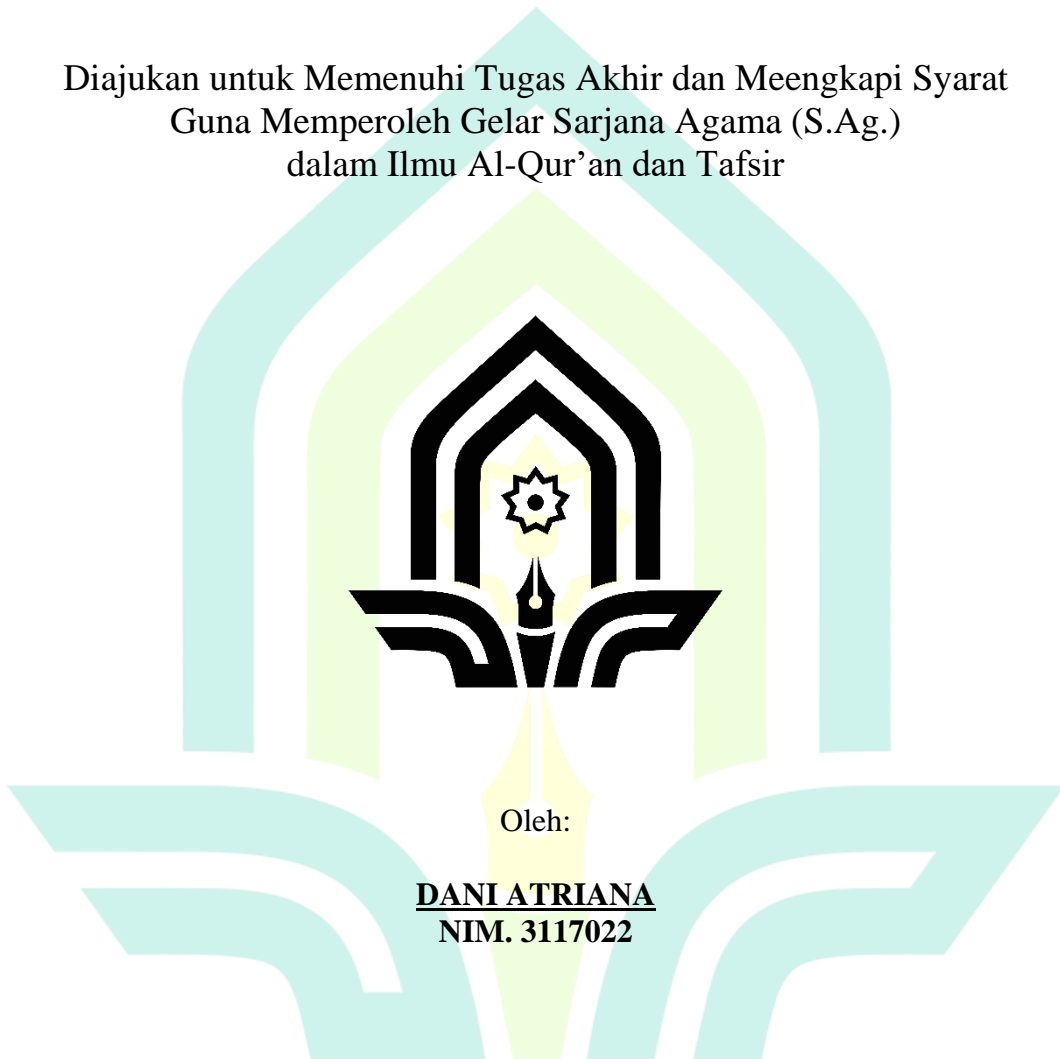 Diajukan untuk Memenuhi Tugas Akhir dan Meengkapi Syarat
Guna Memperoleh Gelar Sarjana Agama (S.Ag.)
dalam Ilmu Al-Qur’an dan Tafsir
Oleh:
DANI ATRIANA
NIM. 3117022